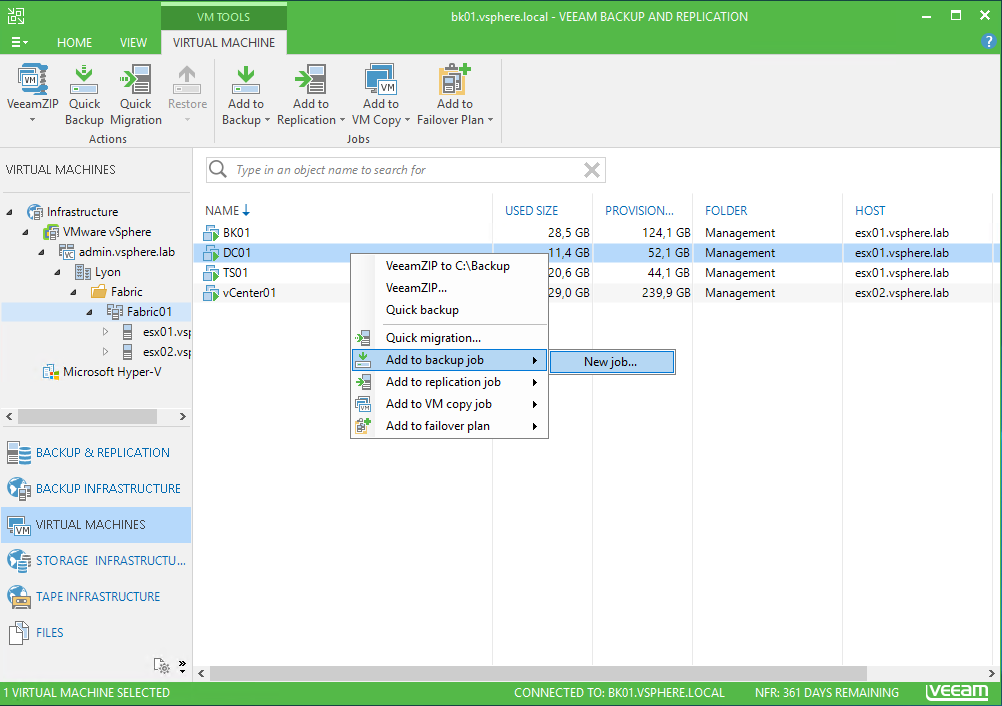 VM TOOLS
bk01.vsphere.local - VEEAM BACKUP AND REPLICATION
HOME
VIEW
VIRTUAL MACHINE
?
VM
VeeamZIP
Quick
Backup
Quick
Migration
Restore
Add to
Backup
Add to
Replication
VM
Add to
VM Copy
Add to
Failover Plan
Actions
Jobs
VIRTUAL MACHINES
Type in an object name to search for
Infrastructure
VMware vSphere
admin.vsphere.lab
Lyon
Fabric
Fabric01
esx01.vsp
esx02.vsp
Microsoft Hyper-V
NAME USED SIZE PROVISION... FOLDER HOST
BK01 28,5 GB 124,1 GB Management esx01.vsphere.lab
DC01 11,4 GB 52,1 GB Management esx01.vsphere.lab
TS01 20,6 GB 44,1 GB Management esx01.vsphere.lab
vCenter01 29,0 GB 239,9 GB Management esx02.vsphere.lab
VeeamZIP to C:\Backup
VeeamZIP...
Quick backup
Quick migration...
Add to backup job
New job...
Add to replication job
Add to VM copy job
Add to failover plan
BACKUP & REPLICATION
BACKUP INFRASTRUCTURE
VM
VIRTUAL MACHINES
STORAGE INFRASTRUCTU...
TAPE INFRASTRUCTURE
FILES
1 VIRTUAL MACHINE SELECTED
CONNECTED TO: BK01.VSPHERE.LOCAL
NFR: 361 DAYS REMAINING
veeam